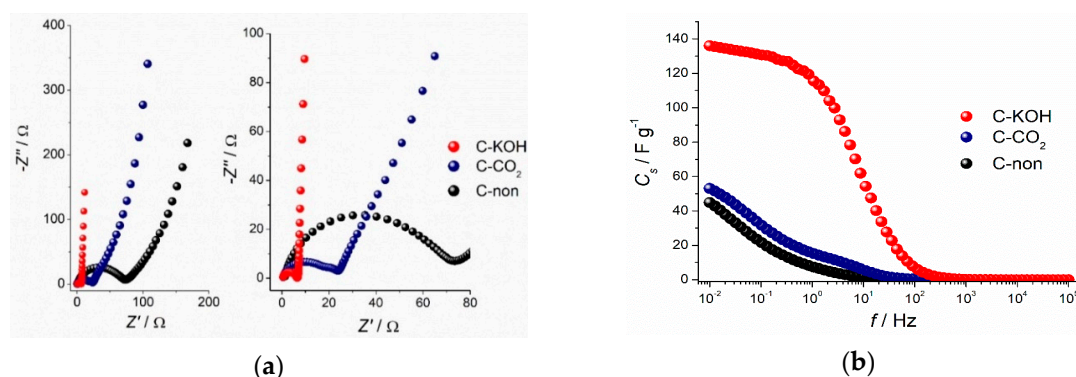 400
300
200
100
0
-Z″ / Ω
0 100 200
Z′ / Ω
100
80
60
40
20
0
-Z″ / Ω
0 20 40 60 80
Z′ / Ω
C-KOH
C-CO₂
C-non
(a)
140
120
100
80
60
40
20
0
Cₛ / F g⁻¹
10⁻² 10⁻¹ 10⁰ 10¹ 10² 10³ 10⁴ 10⁵
f / Hz
C-KOH
C-CO₂
C-non
(b)